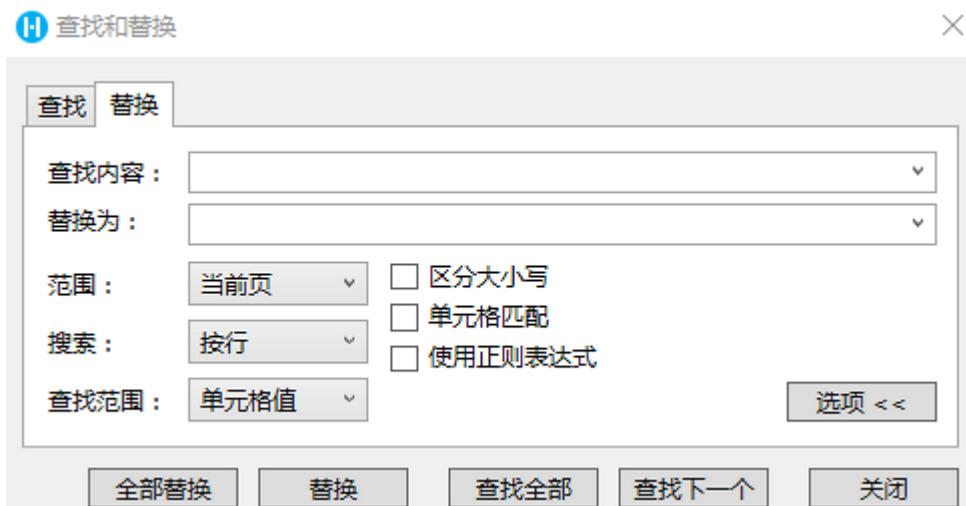 查找和替换
查找 替换
查找内容：
替换为：
范围： 当前页 区分大小写
单元格匹配
搜索： 按行
使用正则表达式
查找范围： 单元格值 选项 <<
全部替换 替换 查找全部 查找下一个 关闭